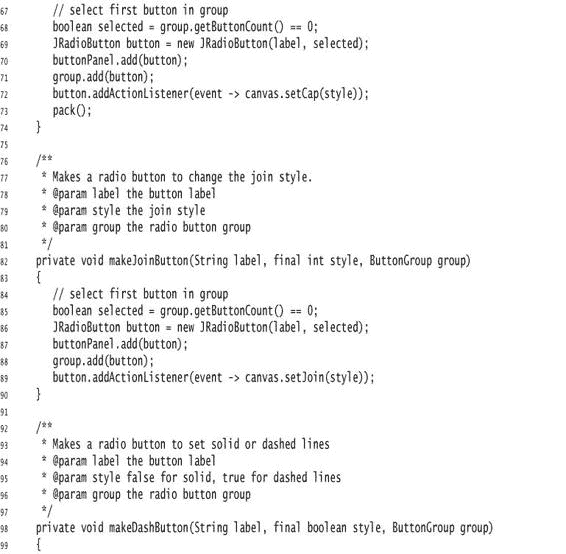 67 // select first button in group
68 boolean selected = group.getButtonCount() == 0;
69 JRadioButton button = new JRadioButton(label, selected);
70 buttonPanel.add(button);
71 group.add(button);
72 button.addActionListener(event -> canvas.setCap(style));
73 pack();
74 }
75
76 /**
77 * Makes a radio button to change the join style.
78 * @param label the button label
79 * @param style the join style
80 * @param group the radio button group
81 */
82 private void makeJoinButton(String label, final int style, ButtonGroup group)
83 {
84 // select first button in group
85 boolean selected = group.getButtonCount() == 0;
86 JRadioButton button = new JRadioButton(label, selected);
87 buttonPanel.add(button);
88 group.add(button);
89 button.addActionListener(event -> canvas.setJoin(style));
90 }
91
92 /**
93 * Makes a radio button to set solid or dashed lines
94 * @param label the button label
95 * @param style false for solid, true for dashed lines
96 * @param group the radio button group
97 */
98 private void makeDashButton(String label, final boolean style, ButtonGroup group)
99 {